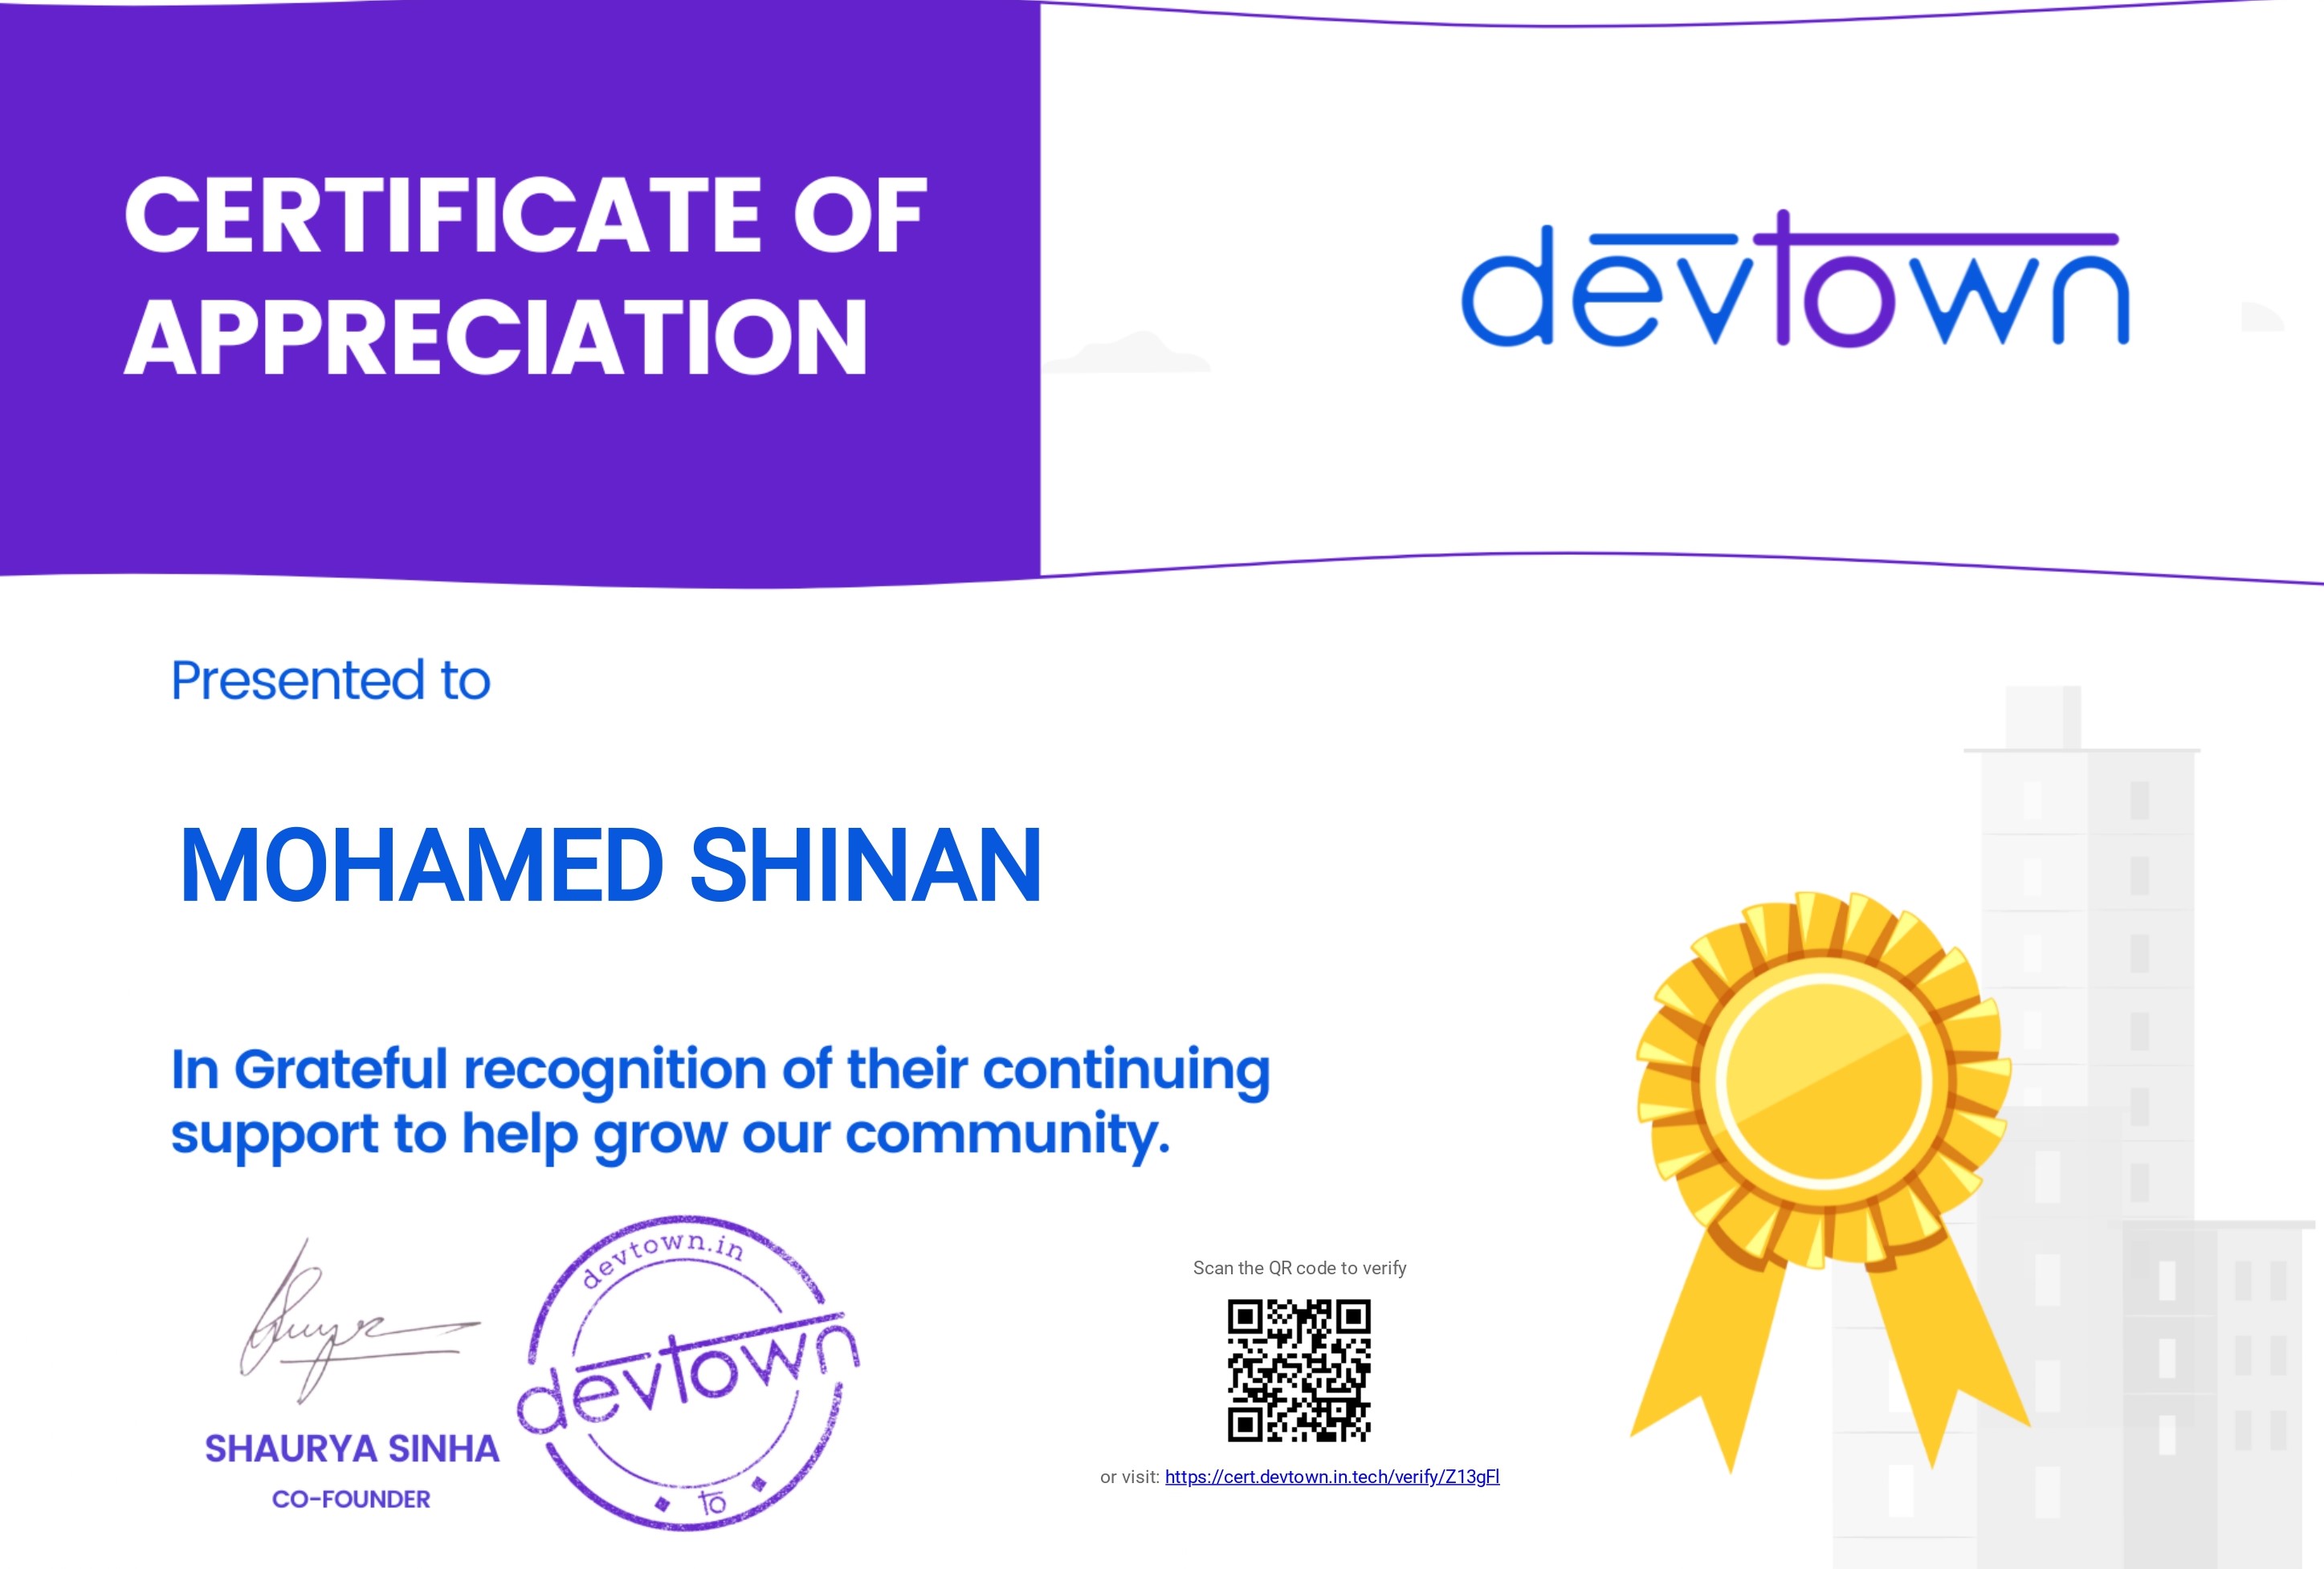 CERTIFICATE OF
APPRECIATION
devtown
Presented to
MOHAMED SHINAN
In Grateful recognition of their continuing
support to help grow our community.
devtown.in
devtown
to
SHAURYA SINHA
CO-FOUNDER
Scan the QR code to verify
or visit: https://cert.devtown.in.tech/verify/Z13gFl